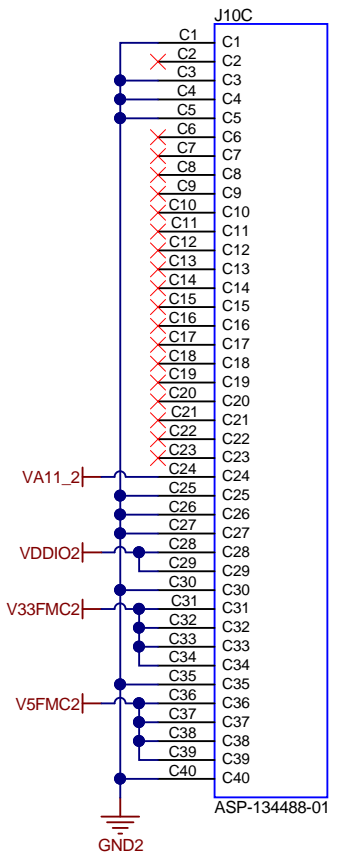 J10C
C1 C1
C2 C2
C3 C3
C4 C4
C5 C5
C6 C6
C7 C7
C8 C8
C9 C9
C10 C10
C11 C11
C12 C12
C13 C13
C14 C14
C15 C15
C16 C16
C17 C17
C18 C18
C19 C19
C20 C20
C21 C21
C22 C22
C23 C23
VA11_2 C24 C24
C25 C25
C26 C26
C27 C27
VDDIO2 C28 C28
C29 C29
C30 C30
V33FMC2 C31 C31
C32 C32
C33 C33
C34 C34
C35 C35
V5FMC2 C36 C36
C37 C37
C38 C38
C39 C39
C40 C40
ASP-134488-01
GND2